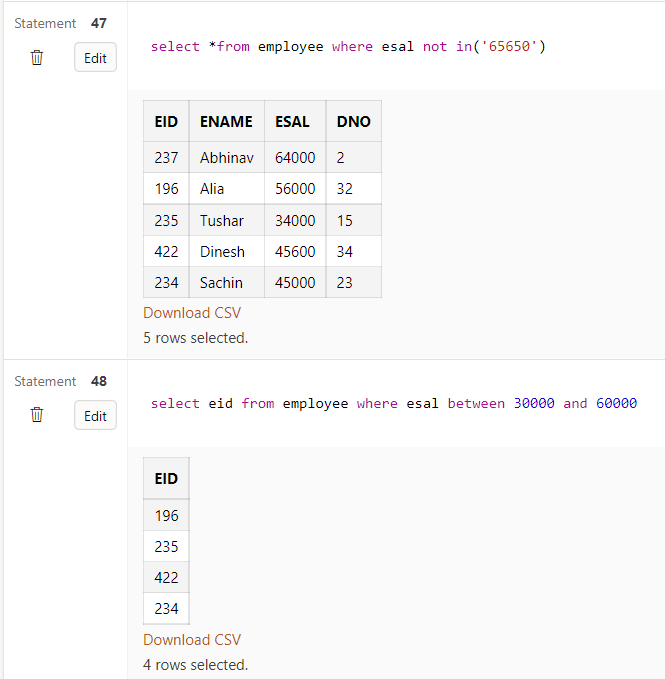 Statement 47
Edit
select *from employee where esal not in('65650')
EID ENAME ESAL DNO
237 Abhinav 64000 2
196 Alia 56000 32
235 Tushar 34000 15
422 Dinesh 45600 34
234 Sachin 45000 23
Download CSV
5 rows selected.
Statement 48
Edit
select eid from employee where esal between 30000 and 60000
EID
196
235
422
234
Download CSV
4 rows selected.